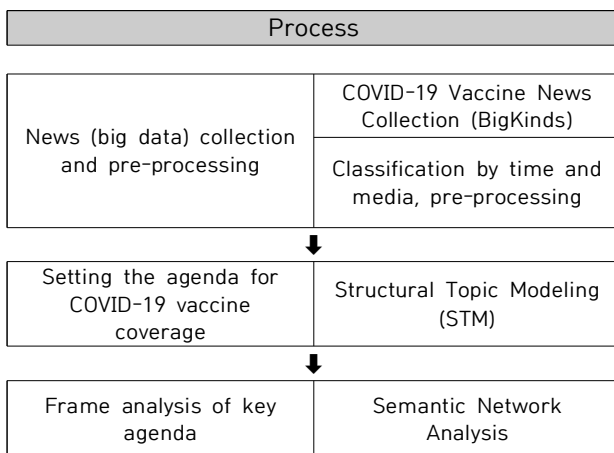 Process
News (big data) collection
and pre-processing
COVID-19 Vaccine News
Collection (BigKinds)
Classification by time and
media, pre-processing
Setting the agenda for
COVID-19 vaccine
coverage
Structural Topic Modeling
(STM)
Frame analysis of key
agenda
Semantic Network
Analysis